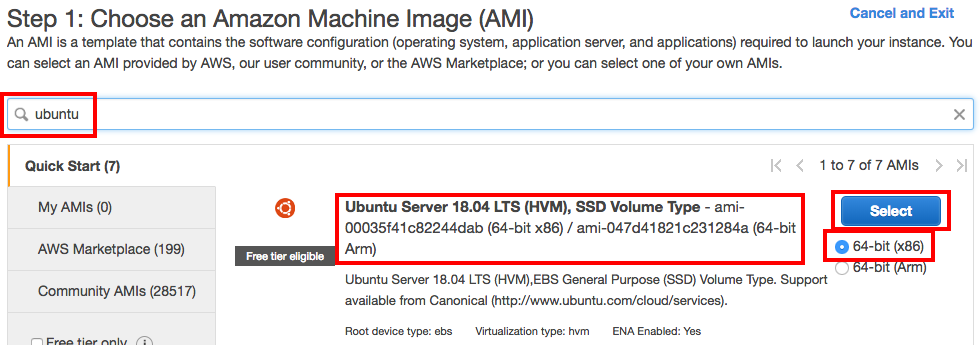 Step 1: Choose an Amazon Machine Image (AMI)
Cancel and Exit
An AMI is a template that contains the software configuration (operating system, application server, and applications) required to launch your instance. You
can select an AMI provided by AWS, our user community, or the AWS Marketplace; or you can select one of your own AMIs.
ubuntu
Quick Start (7)
1 to 7 of 7 AMIs
My AMIs (0)
AWS Marketplace (199)
Community AMIs (28517)
Free tier only
Free tier eligible
Ubuntu Server 18.04 LTS (HVM), SSD Volume Type - ami-
00035f41c82244dab (64-bit x86) / ami-047d41821c231284a (64-bit
Arm)
Select
64-bit (x86)
64-bit (Arm)
Ubuntu Server 18.04 LTS (HVM),EBS General Purpose (SSD) Volume Type. Support
available from Canonical (http://www.ubuntu.com/cloud/services).
Root device type: ebs Virtualization type: hvm ENA Enabled: Yes